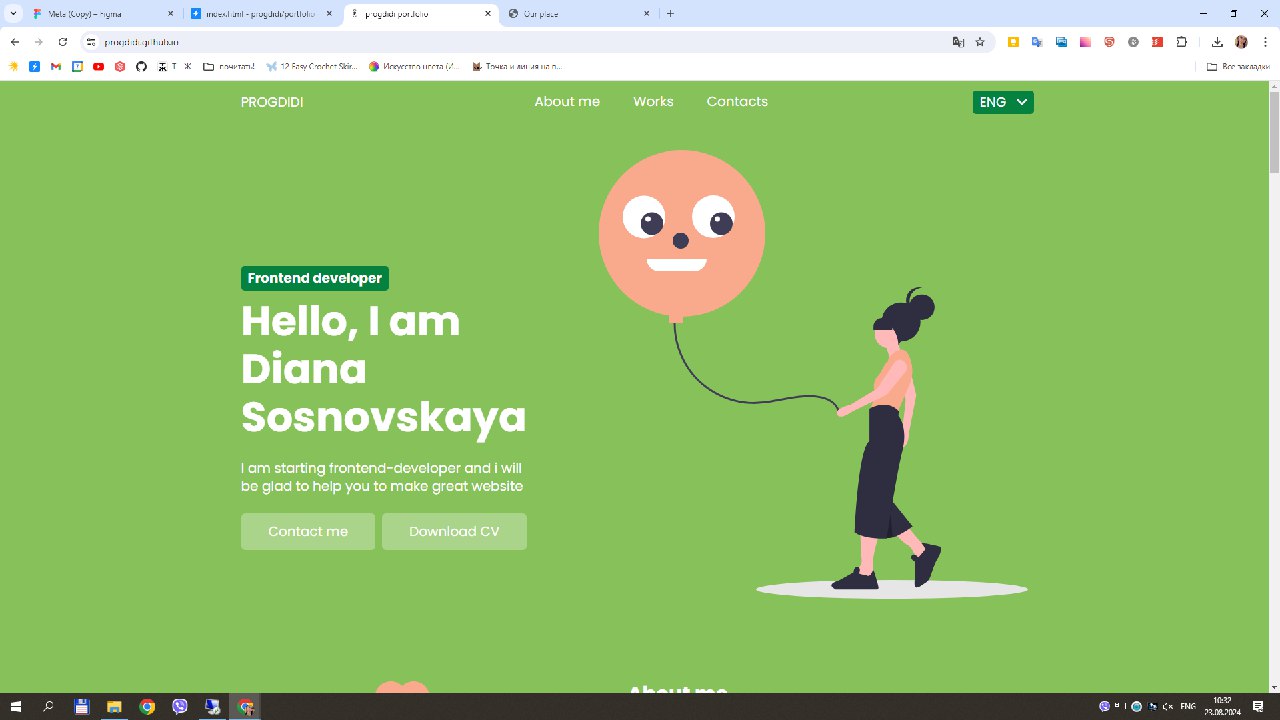 Meta (Copy) – Figma
index.html - progdidi/portfolio
progdidi portfolio
Our place
progdidi.github.io
почитать!
12 Easy Crochet Skir...
Искусство цвета (И...
Точка и линия на п...
Все закладки
PROGDIDI
About me
Works
Contacts
ENG
Frontend developer
Hello, I am
Diana
Sosnovskaya
I am starting frontend-developer and i will
be glad to help you to make great website
Contact me
Download CV
About me
ENG
10:32
23.08.2024